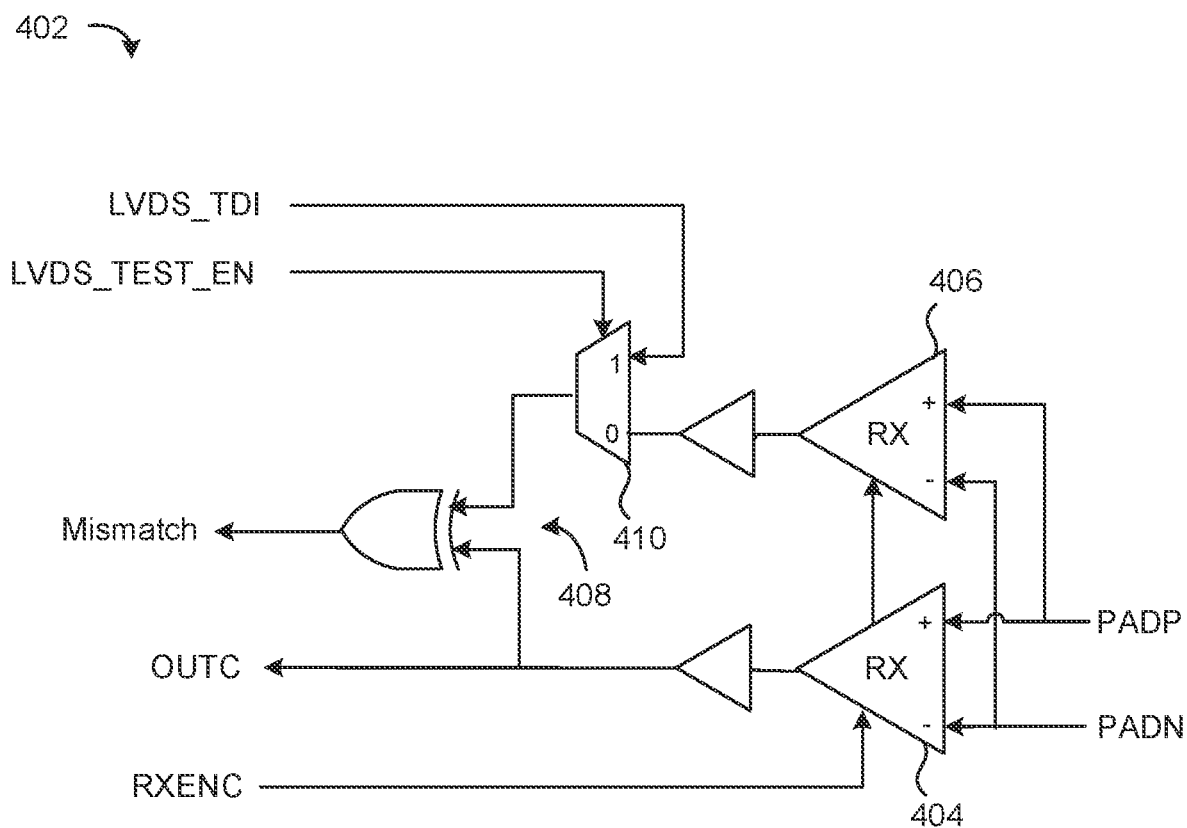 402
LVDS_TDI
LVDS_TEST_EN
406
1
+
RX
0
-
410
Mismatch
408
+
PADP
OUTC
RX
-
PADN
RXENC
404